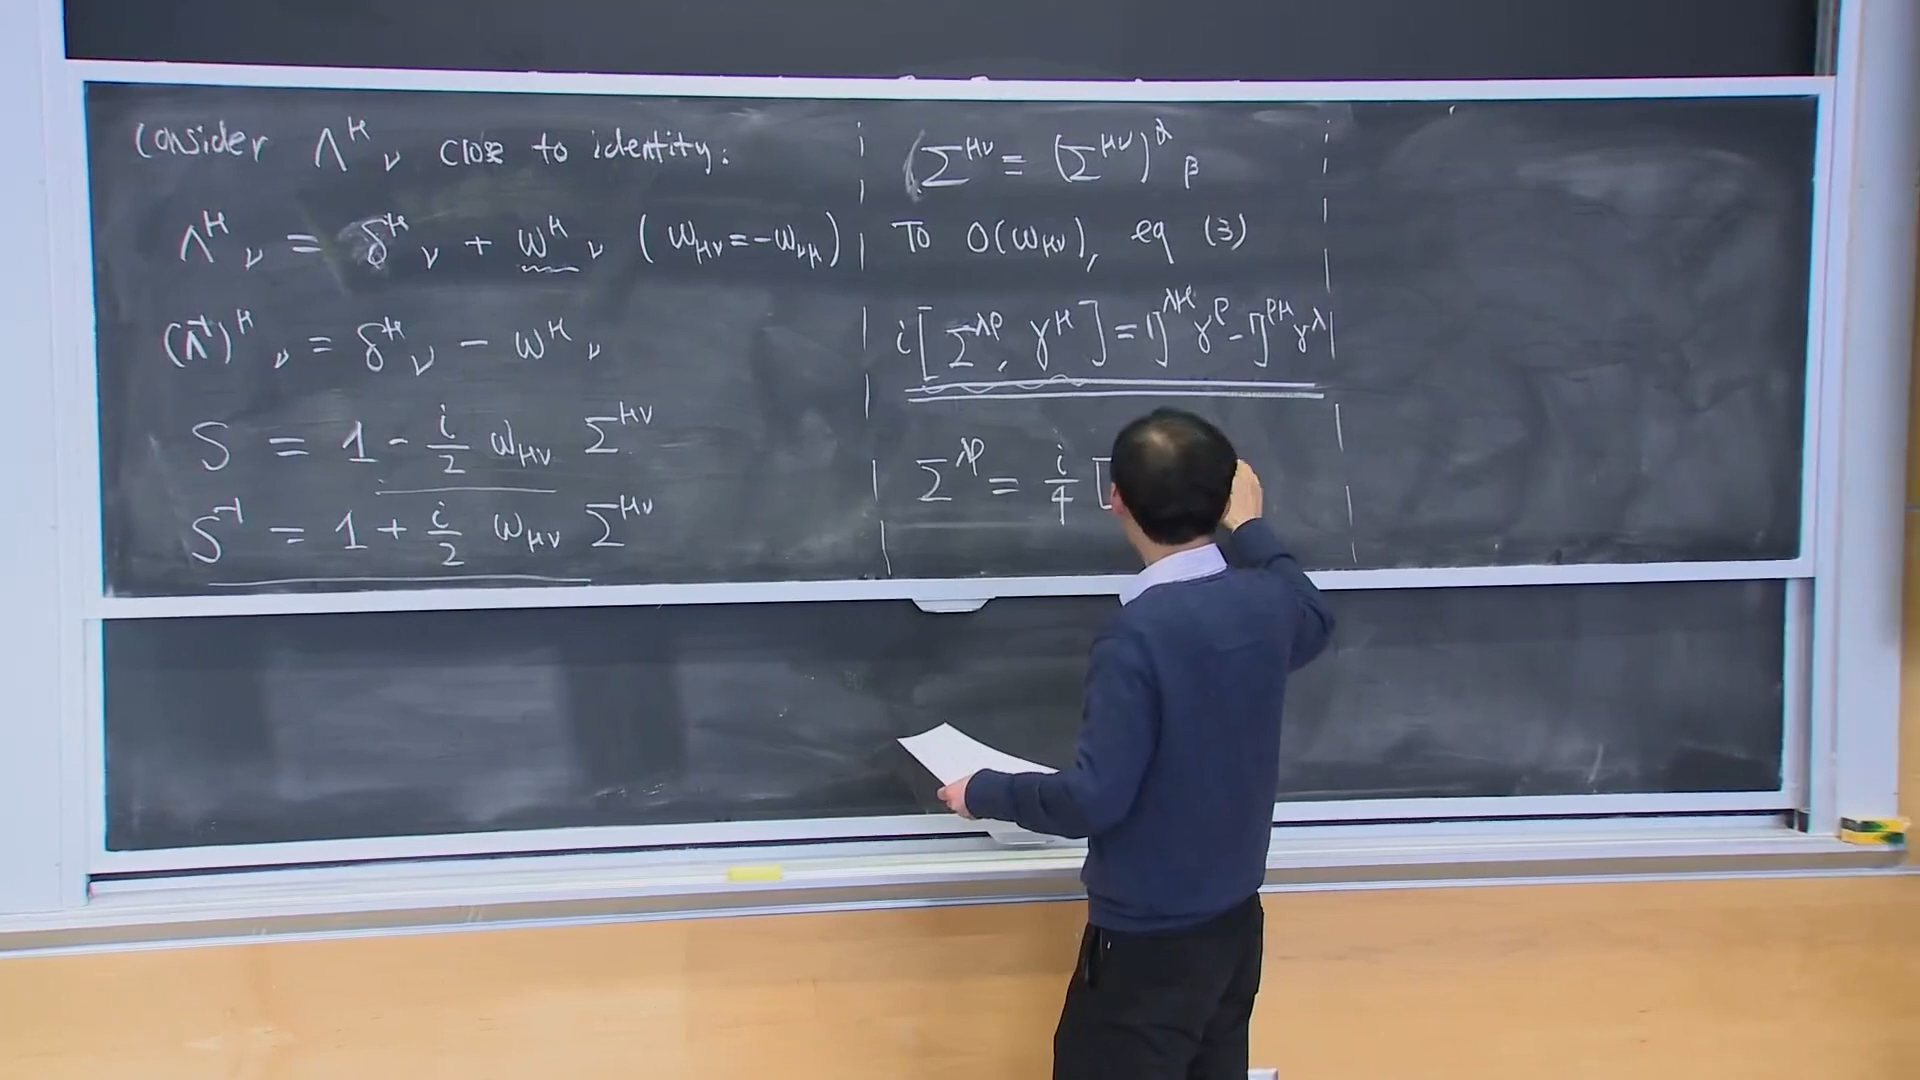 Consider Λ^μ_ν close to identity:
Λ^μ_ν = δ^μ_ν + ω^μ_ν (ω_μν = -ω_νμ)
(Λ^-1)^μ_ν = δ^μ_ν - ω^μ_ν
S = 1 - i/2 ω_μν Σ^μν
S^-1 = 1 + i/2 ω_μν Σ^μν
(Σ^μν = (Σ^μν)^α_β
To O(ω_μν), eq (3)
i[Σ^λρ, γ^μ] = η^λμ γ^ρ - η^ρμ γ^λ
Σ^λρ = i/4 [